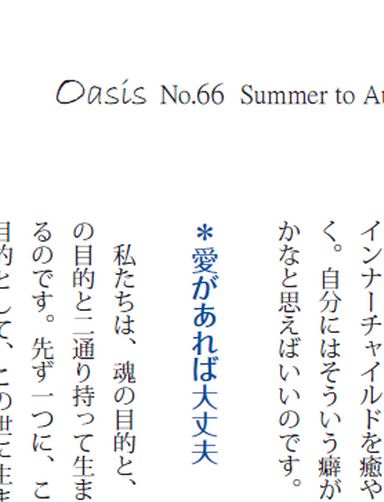 Oasis No.66 Summer to Au
インナーチャイルドを癒や
く。自分にはそういう癖が
かなと思えばいいのです。
＊愛があれば大丈夫
私たちは、魂の目的と、
の目的と二通り持って生ま
るのです。先ず一つに、こ
目的として、この世に生き